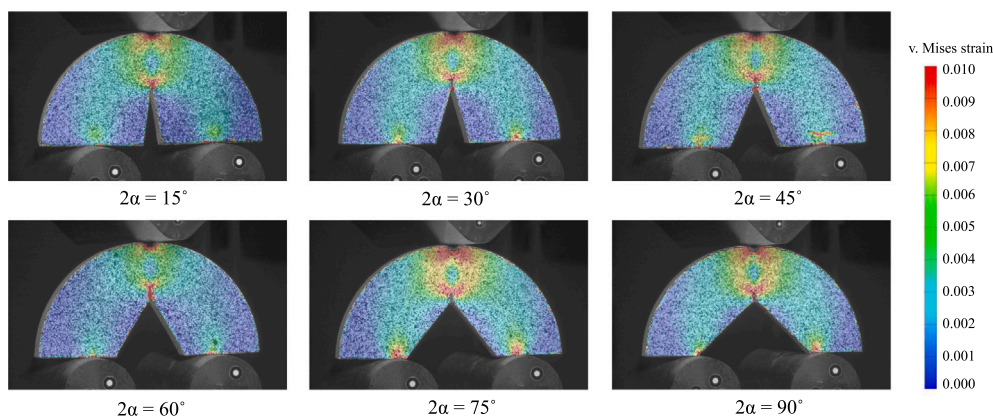 v. Mises strain
0.010
0.009
0.008
0.007
0.006
0.005
0.004
0.003
0.002
0.001
0.000
2α = 15˚
2α = 30˚
2α = 45˚
2α = 60˚
2α = 75˚
2α = 90˚